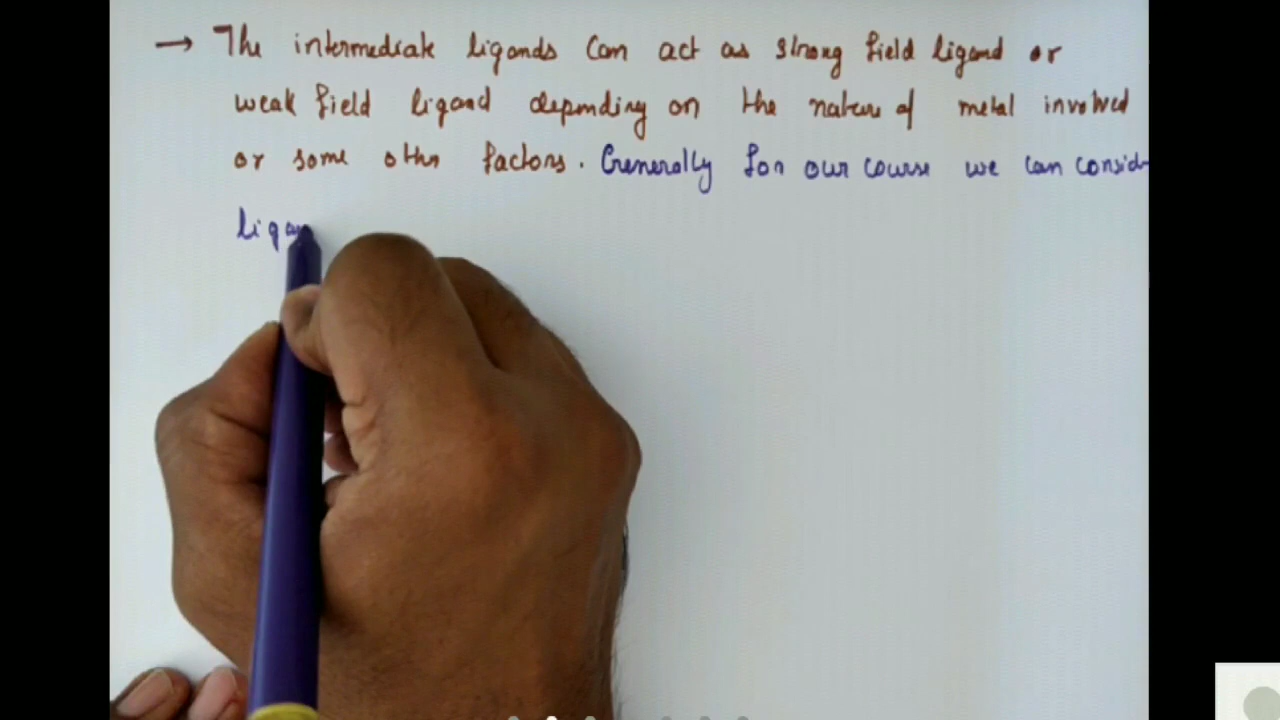 → The intermediate ligands can act as strong field ligand or
weak field ligand depending on the nature of metal involved
or some other factors. Generally for our course we can consid
liga